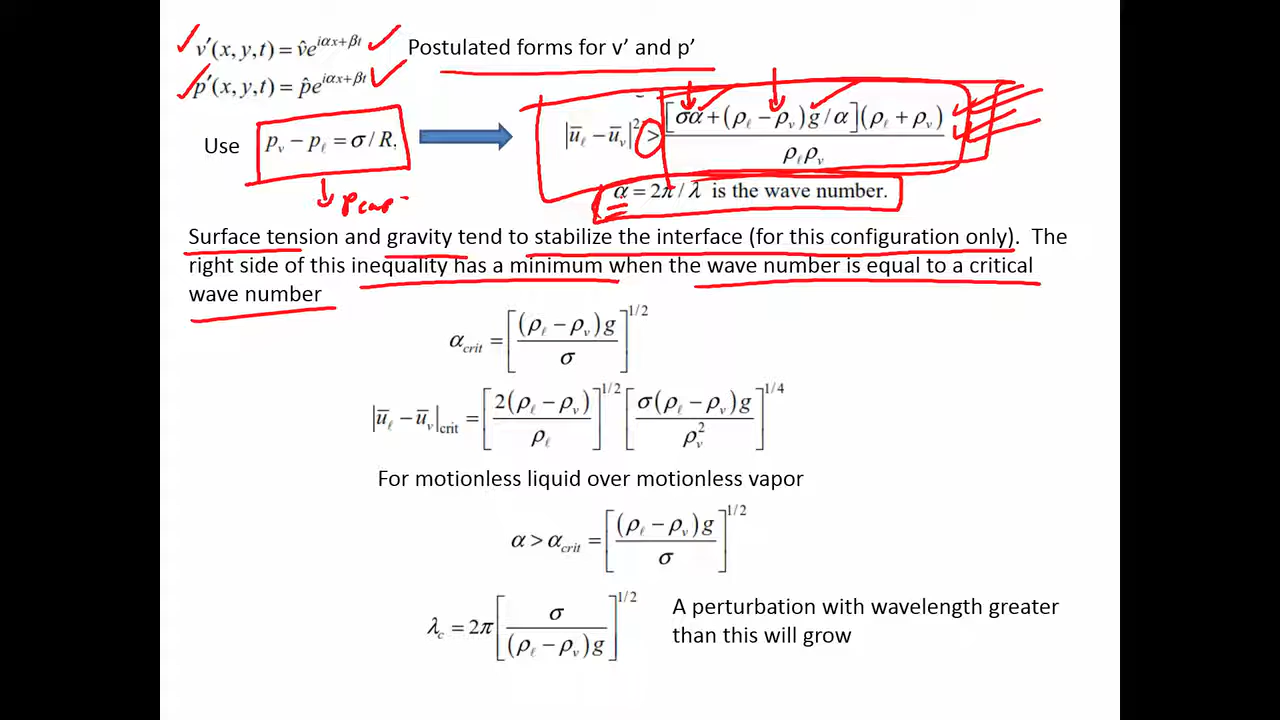 v′(x, y, t) = v̂e^{iαx+βt} Postulated forms for v' and p'
p′(x, y, t) = p̂e^{iαx+βt}
Use p_v − p_ℓ = σ / R, |ū_ℓ − ū_v|² > [σα + (ρ_ℓ − ρ_v)g / α](ρ_ℓ + ρ_v) / ρ_ℓρ_v
α = 2π / λ is the wave number.
Surface tension and gravity tend to stabilize the interface (for this configuration only). The
right side of this inequality has a minimum when the wave number is equal to a critical
wave number
α_crit = [(ρ_ℓ − ρ_v)g / σ]^{1/2}
|ū_ℓ − ū_v|_crit = [2(ρ_ℓ − ρ_v) / ρ_ℓ]^{1/2} [σ(ρ_ℓ − ρ_v)g / ρ_v²]^{1/4}
For motionless liquid over motionless vapor
α > α_crit = [(ρ_ℓ − ρ_v)g / σ]^{1/2}
λ_c = 2π[σ / (ρ_ℓ − ρ_v)g]^{1/2} A perturbation with wavelength greater
than this will grow